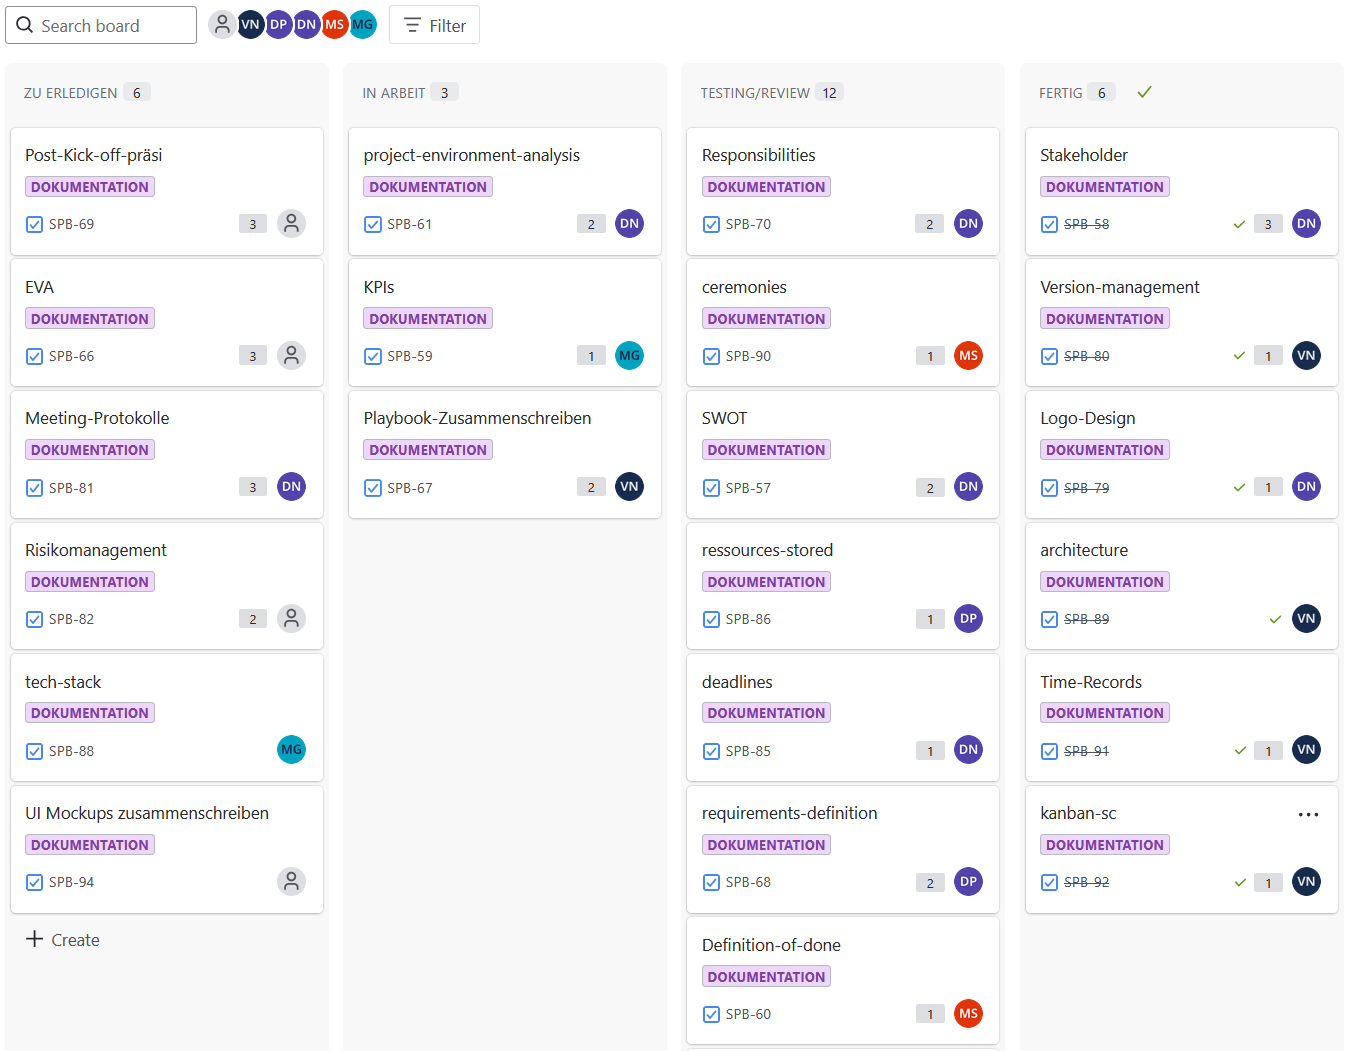 Search board
VN DP DN MS MG
Filter
ZU ERLEDIGEN 6
Post-Kick-off-präsi
DOKUMENTATION
SPB-69 3
EVA
DOKUMENTATION
SPB-66 3
Meeting-Protokolle
DOKUMENTATION
SPB-81 3 DN
Risikomanagement
DOKUMENTATION
SPB-82 2
tech-stack
DOKUMENTATION
SPB-88 MG
UI Mockups zusammenschreiben
DOKUMENTATION
SPB-94
Create
IN ARBEIT 3
project-environment-analysis
DOKUMENTATION
SPB-61 2 DN
KPIs
DOKUMENTATION
SPB-59 1 MG
Playbook-Zusammenschreiben
DOKUMENTATION
SPB-67 2 VN
TESTING/REVIEW 12
Responsibilities
DOKUMENTATION
SPB-70 2 DN
ceremonies
DOKUMENTATION
SPB-90 1 MS
SWOT
DOKUMENTATION
SPB-57 2 DN
ressources-stored
DOKUMENTATION
SPB-86 1 DP
deadlines
DOKUMENTATION
SPB-85 1 DN
requirements-definition
DOKUMENTATION
SPB-68 2 DP
Definition-of-done
DOKUMENTATION
SPB-60 1 MS
FERTIG 6
Stakeholder
DOKUMENTATION
SPB-58 3 DN
Version-management
DOKUMENTATION
SPB-80 1 VN
Logo-Design
DOKUMENTATION
SPB-79 1 DN
architecture
DOKUMENTATION
SPB-89 VN
Time-Records
DOKUMENTATION
SPB-91 1 VN
kanban-sc
DOKUMENTATION
SPB-92 1 VN